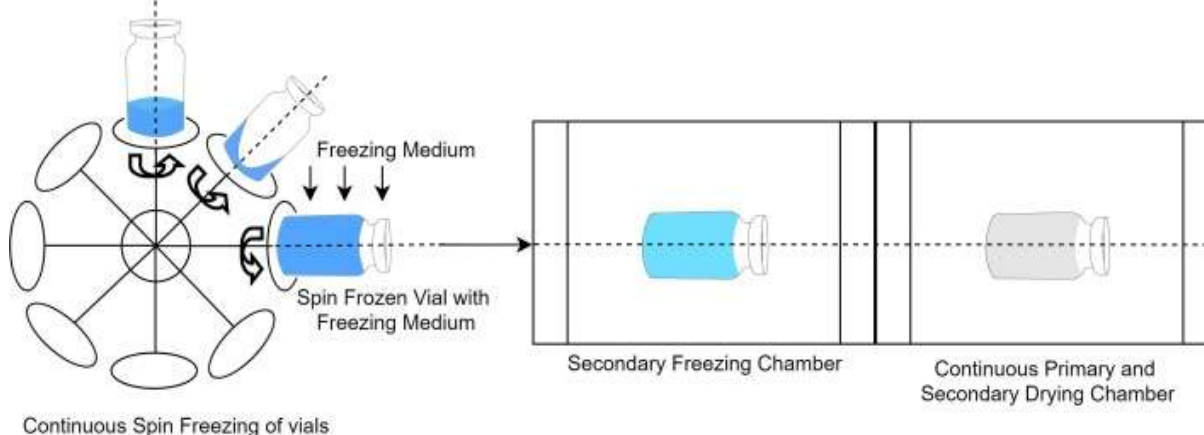 Freezing Medium
Spin Frozen Vial with
Freezing Medium
Continuous Spin Freezing of vials
Secondary Freezing Chamber
Continuous Primary and
Secondary Drying Chamber